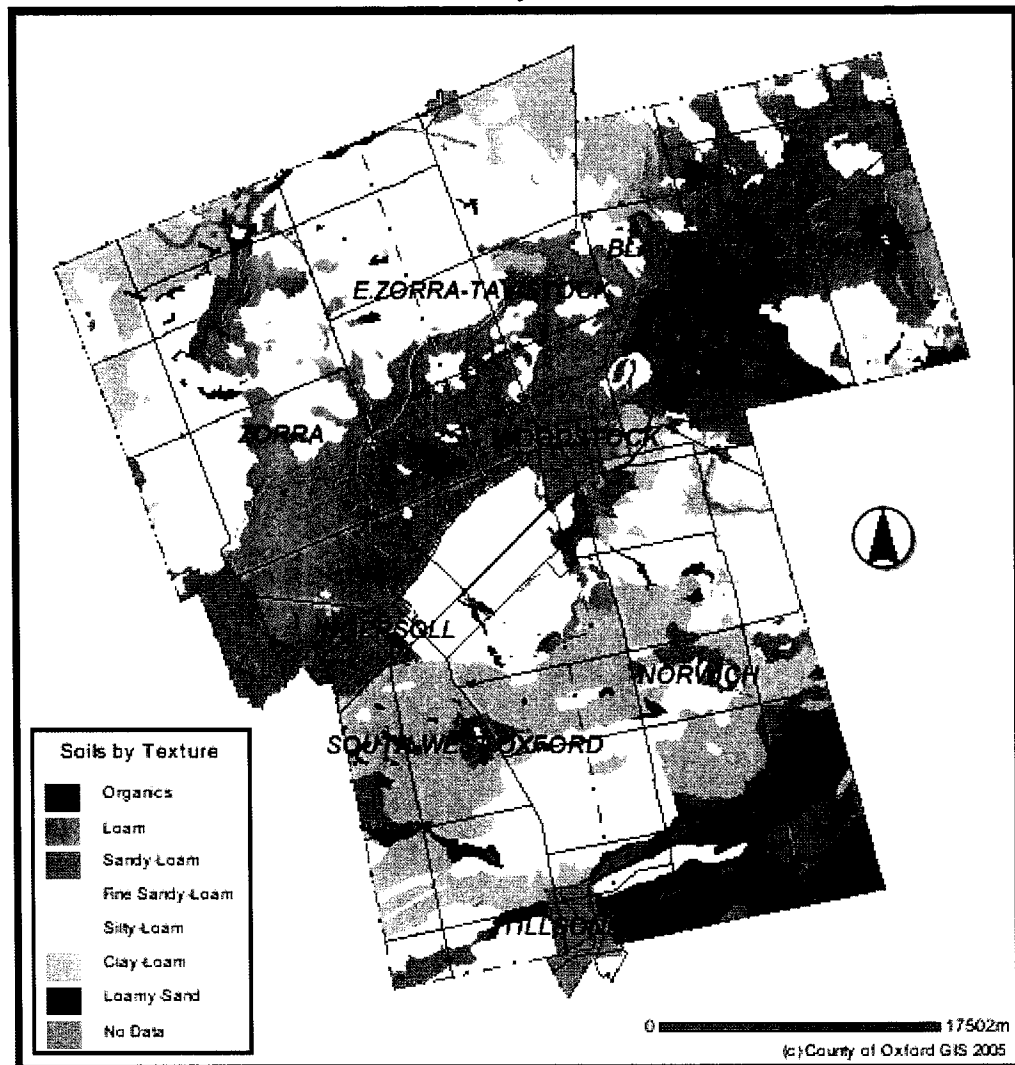 E.ZORRA-TAVISTOCK
ZORRA
WOODSTOCK
NORWICH
SOUTH-WEST OXFORD
Soils by Texture
Organics
Loam
Sandy-Loam
Fine Sandy-Loam
Silty-Loam
Clay-Loam
Loamy-Sand
No Data
0 17502m
(c) County of Oxford GIS 2005